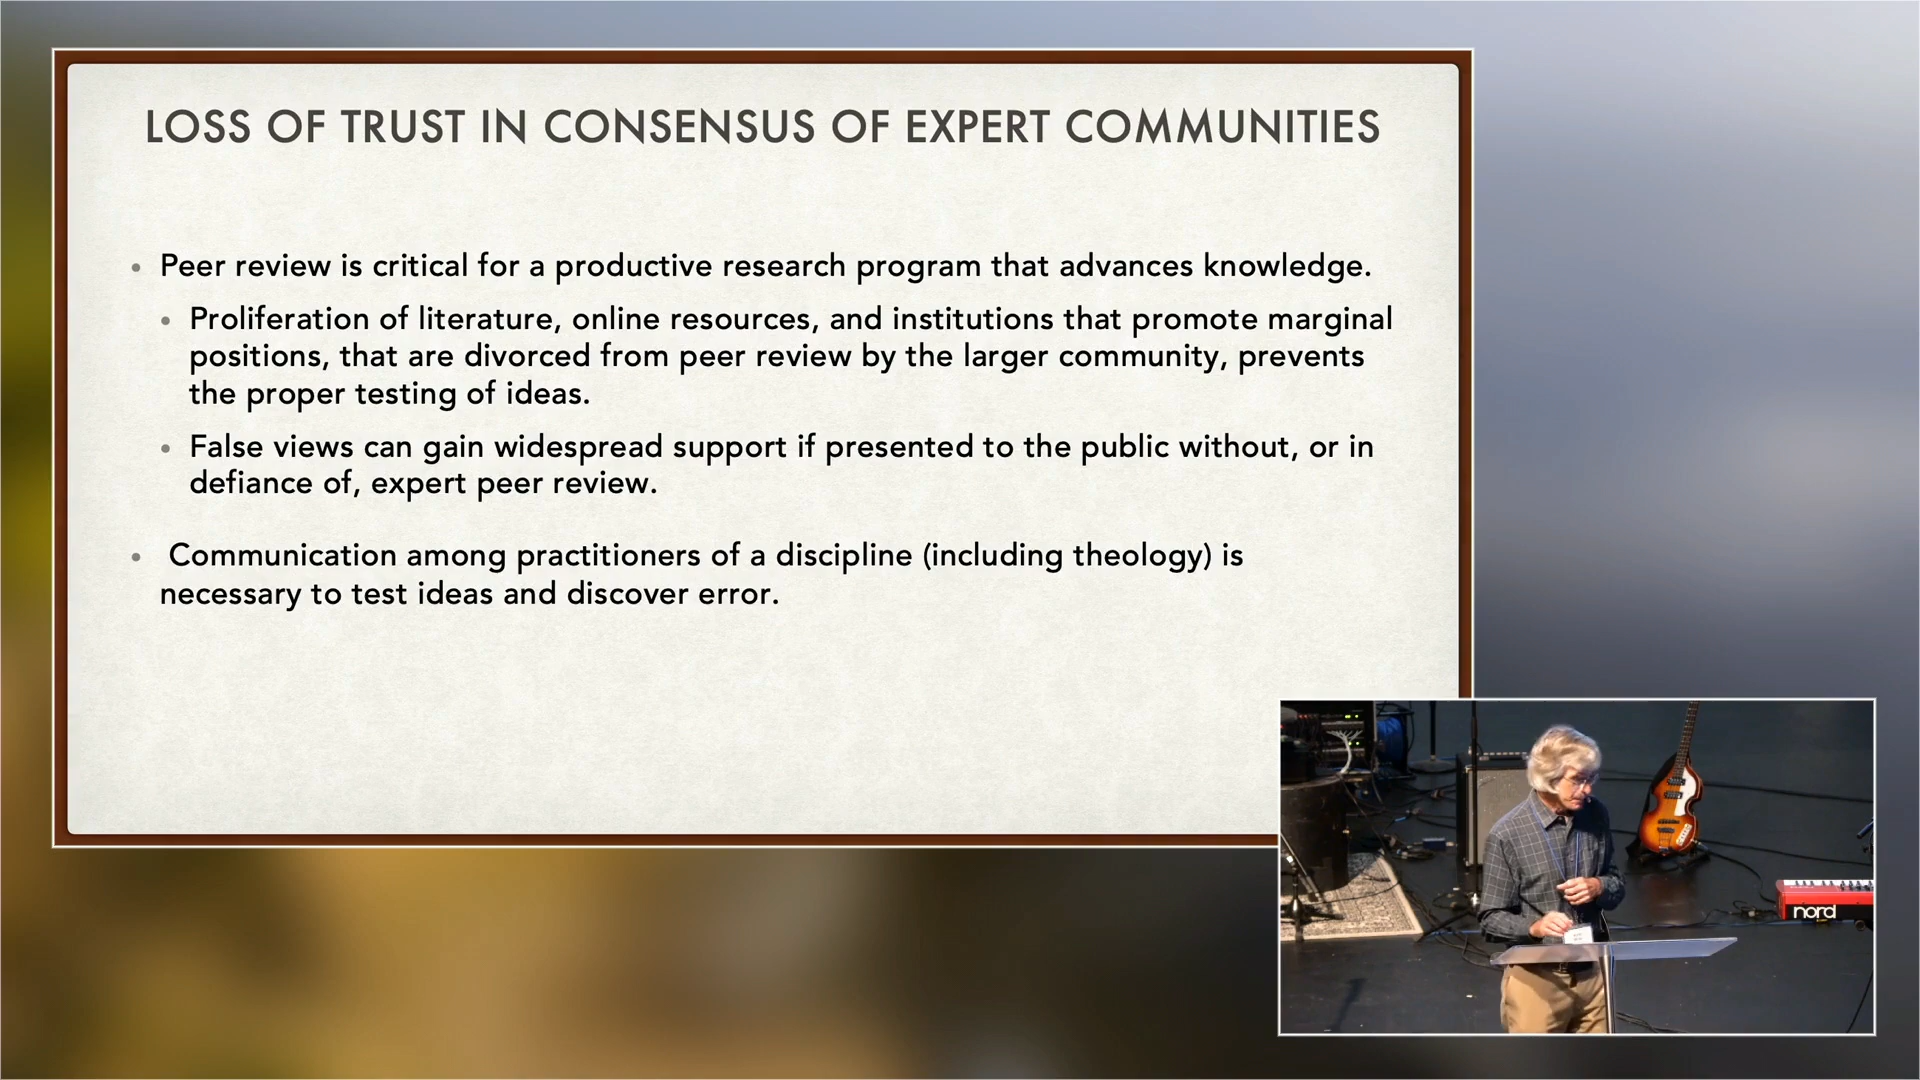 LOSS OF TRUST IN CONSENSUS OF EXPERT COMMUNITIES
• Peer review is critical for a productive research program that advances knowledge.
• Proliferation of literature, online resources, and institutions that promote marginal
positions, that are divorced from peer review by the larger community, prevents
the proper testing of ideas.
• False views can gain widespread support if presented to the public without, or in
defiance of, expert peer review.
• Communication among practitioners of a discipline (including theology) is
necessary to test ideas and discover error.
nord